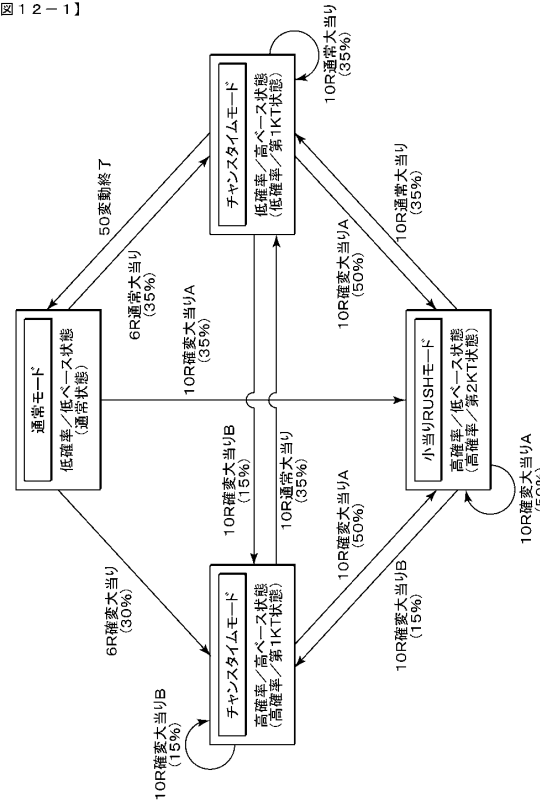 図１２－１】
通常モード
低確率／低ベース状態
(通常状態)
50変動終了
6R通常大当り
(35%)
10R確変大当りA
(35%)
6R確変大当り
(30%)
チャンスタイムモード
低確率／高ベース状態
(低確率／第1KT状態)
10R通常大当り
(35%)
10R確変大当りB
(15%)
10R通常大当り
(35%)
10R確変大当りA
(50%)
10R通常大当り
(35%)
チャンスタイムモード
高確率／高ベース状態
(高確率／第1KT状態)
10R確変大当りB
(15%)
10R確変大当りA
(50%)
10R確変大当りB
(15%)
小当りRUSHモード
高確率／低ベース状態
(高確率／第2KT状態)
10R確変大当りA
(50%)